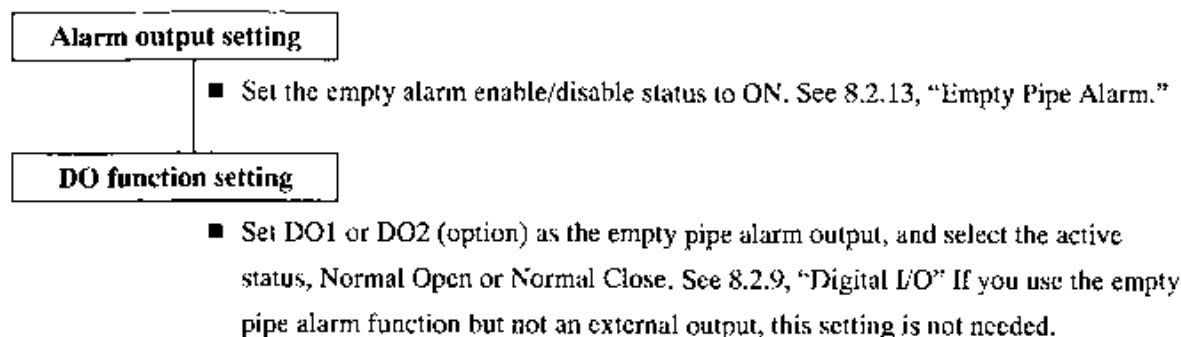 Alarm output setting
■ Set the empty alarm enable/disable status to ON. See 8.2.13, “Empty Pipe Alarm.”
DO function setting
■ Set DO1 or DO2 (option) as the empty pipe alarm output, and select the active
status, Normal Open or Normal Close. See 8.2.9, “Digital I/O” If you use the empty
pipe alarm function but not an external output, this setting is not needed.